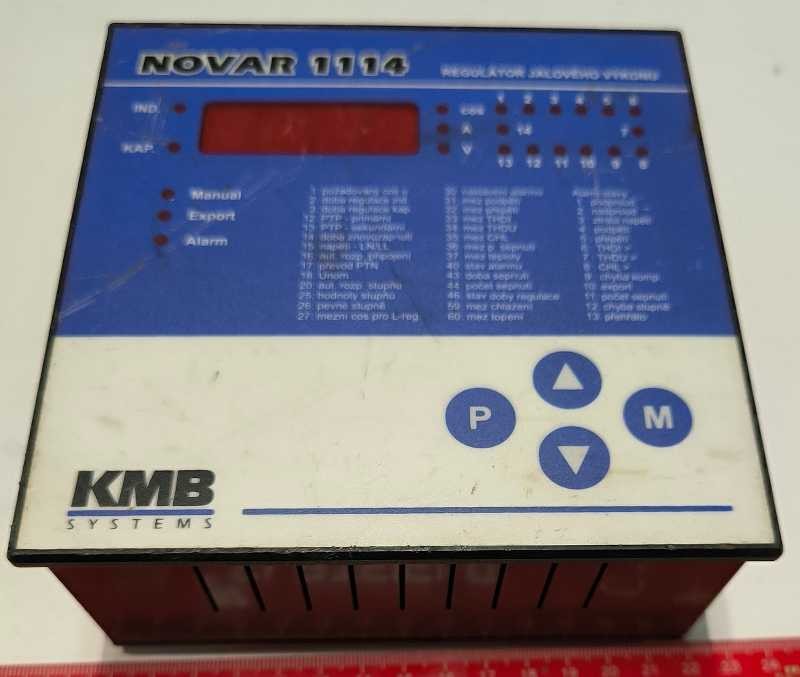 NOVAR 1114
REGULÁTOR JALOVÉHO VÝKONU
IND.
KAP.
cos
A
V
1 2 3 4 5 6
14 7
13 12 11 10 9 8
Manual
Export
Alarm
1: požadovaný cos φ
2: doba regulace ind
3: doba regulace kap
12: PTP - primární
13: PTP - sekundární
14: doba znovuzapnutí
15: napětí - LN/LL
16: aut. rozp. připojení
17: převod PTN
18: Unom
20: aut. rozp. stupňů
25: hodnoty stupňů
26: pevné stupně
27: mezní cos pro L-reg.
30: nastavení alarmu
31: mez podpětí
32: mez přepětí
33: mez THDI
34: mez THDU
35: mez CHL
36: mez p. sepnutí
37: mez teploty
40: stav alarmu
43: doba sepnutí
44: počet sepnutí
46: stav doby regulace
59: mez chlazení
60: mez topení
Alarm-stavy
1: podproud
2: nadproud
3: ztráta napětí
4: podpětí
5: přepětí
6: THDI >
7: THDU >
8: CHL >
9: chyba komp.
10: export
11: počet sepnutí
12: chyba stupně
13: přehřátí
P
M
KMB
SYSTEMS